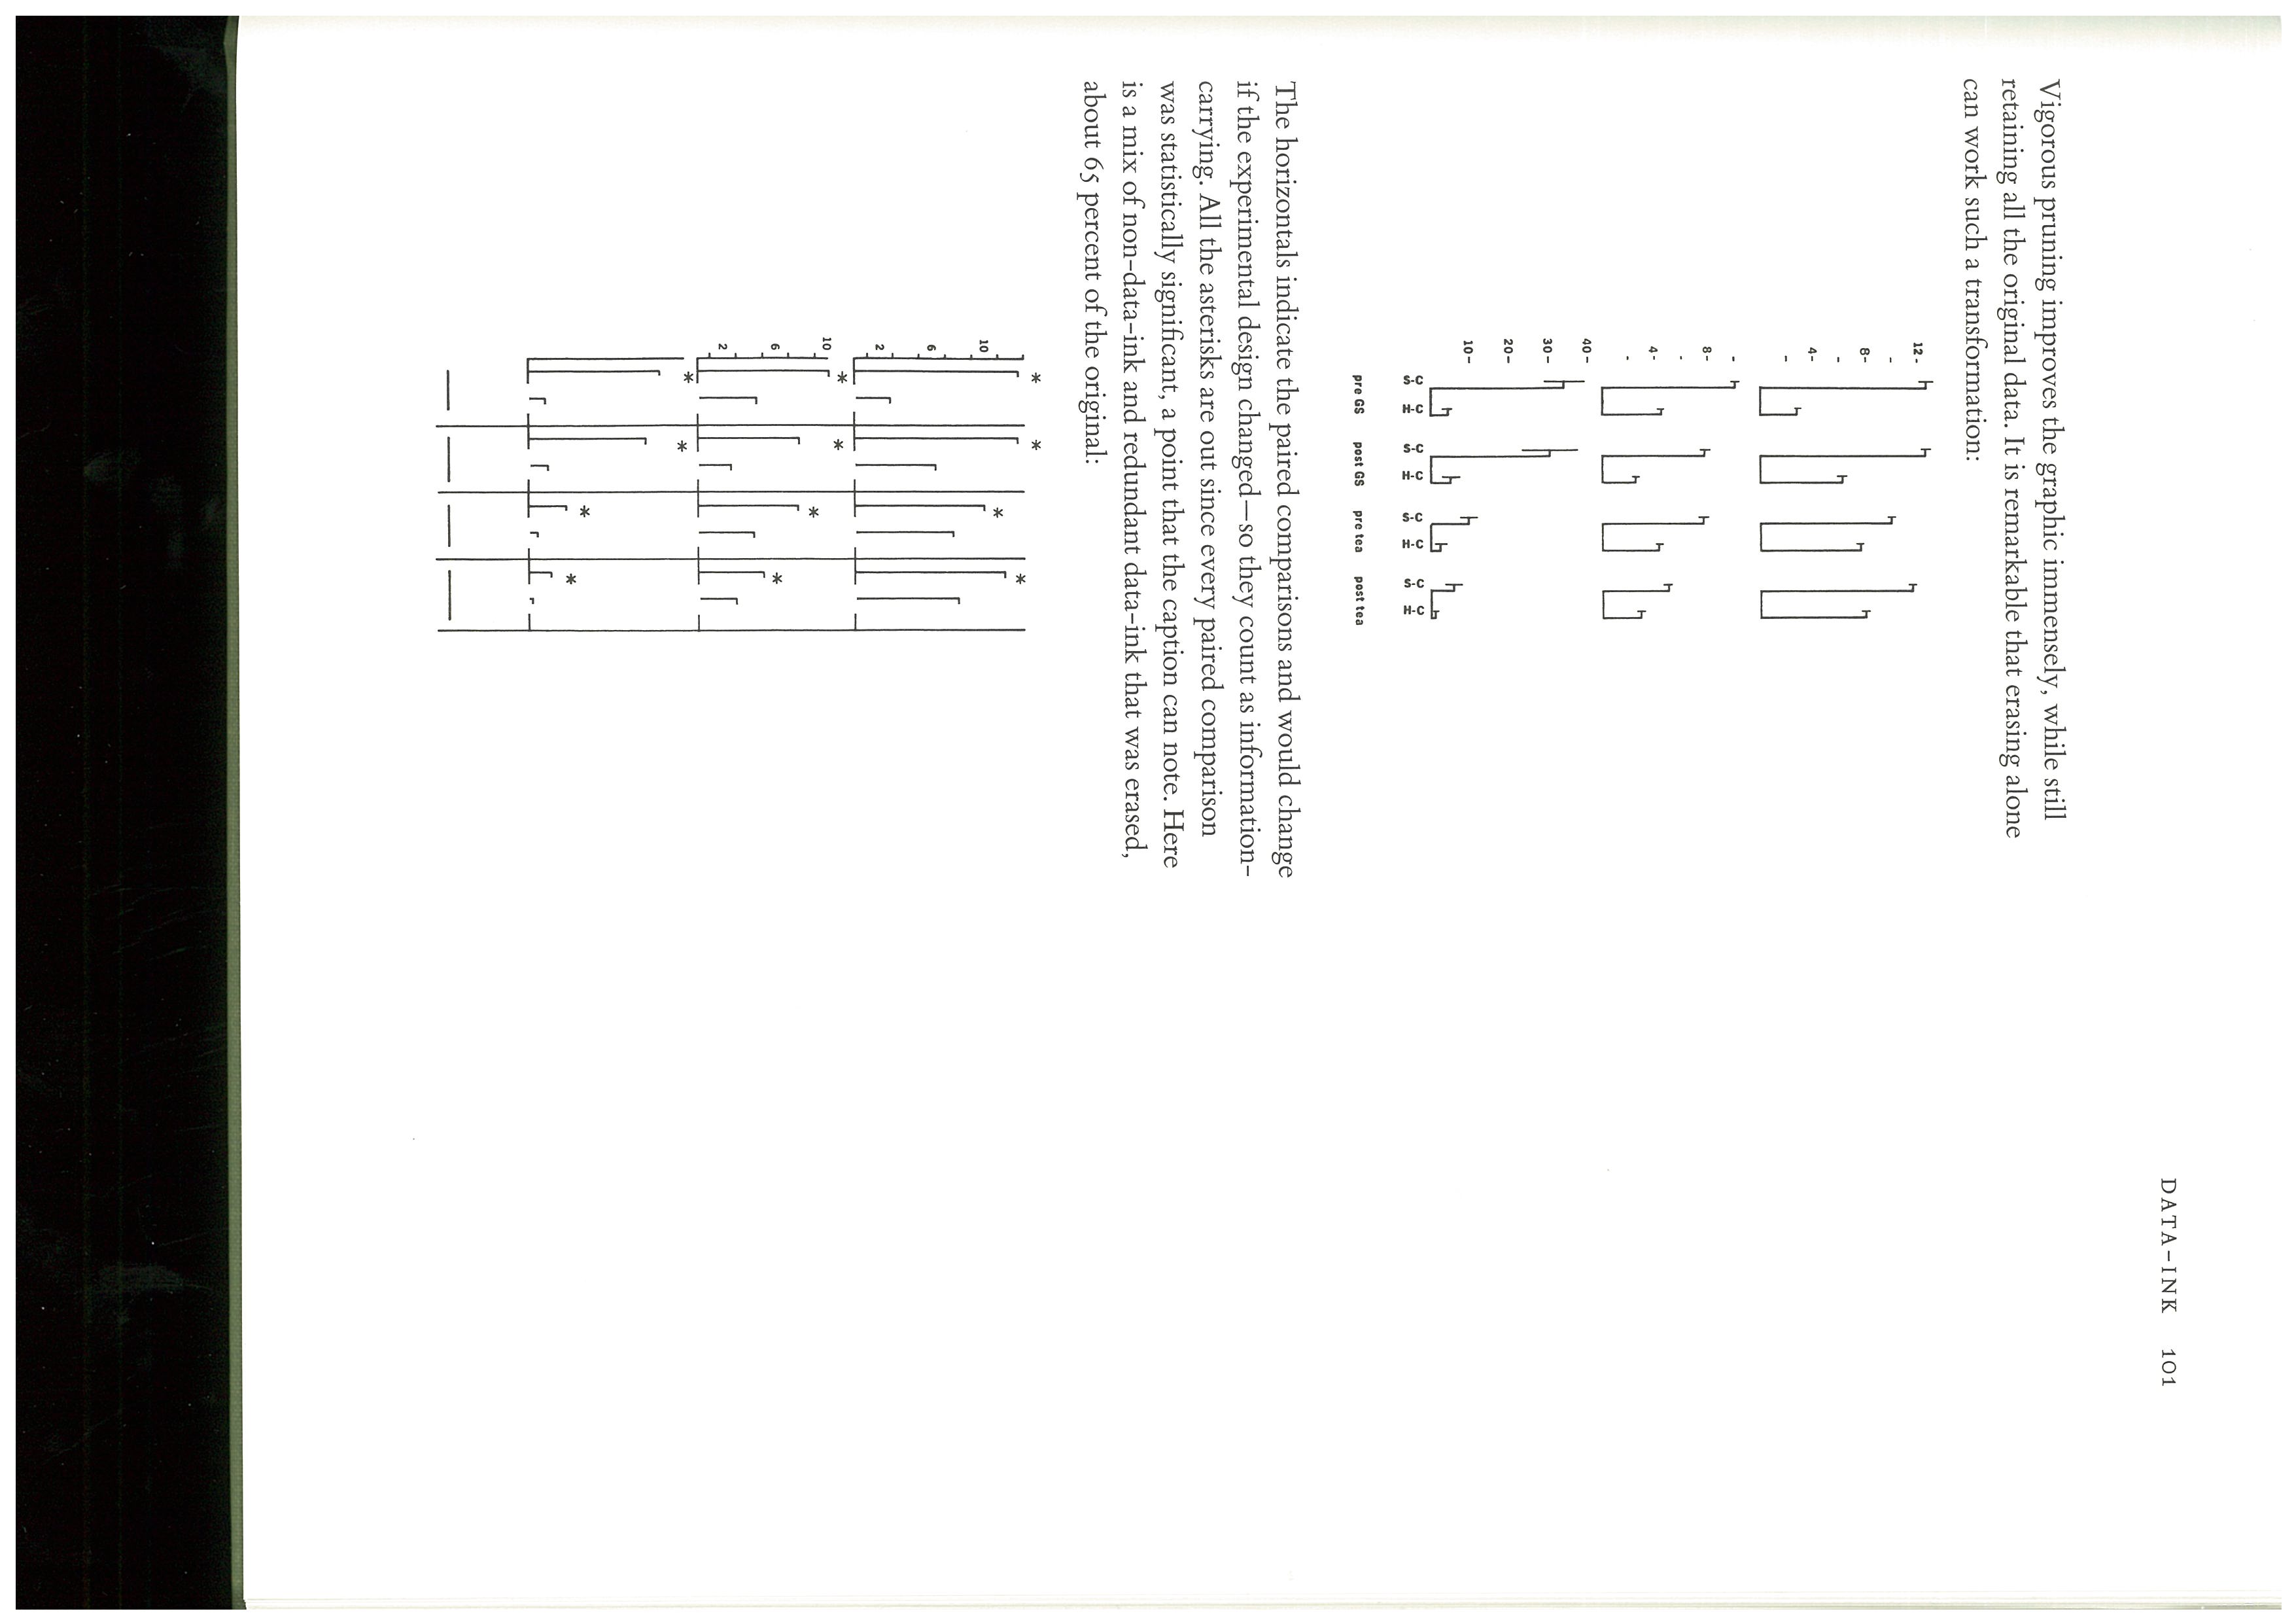 DATA-INK 101
Vigorous pruning improves the graphic immensely, while still
retaining all the original data. It is remarkable that erasing alone
can work such a transformation:
12-
-
8-
-
4-
-
-
8-
-
4-
-
40-
30-
20-
10-
S-C H-C S-C H-C S-C H-C S-C H-C
pre GS post GS pre tea post tea
The horizontals indicate the paired comparisons and would change
if the experimental design changed—so they count as information-
carrying. All the asterisks are out since every paired comparison
was statistically significant, a point that the caption can note. Here
is a mix of non-data-ink and redundant data-ink that was erased,
about 65 percent of the original:
* *
*
*
10
6
2
* *
10
*
6
*
2
* *
*
*